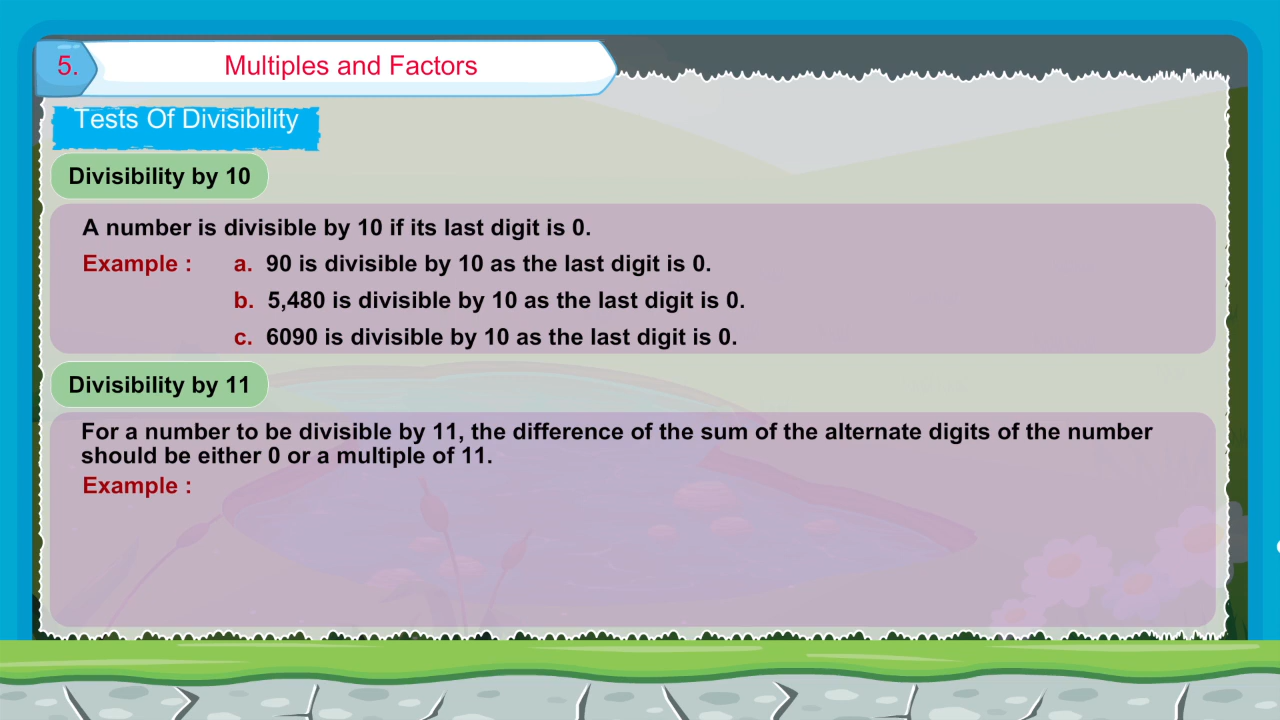 5.
Multiples and Factors
Tests Of Divisibility
Divisibility by 10
A number is divisible by 10 if its last digit is 0.
Example : a. 90 is divisible by 10 as the last digit is 0.
b. 5,480 is divisible by 10 as the last digit is 0.
c. 6090 is divisible by 10 as the last digit is 0.
Divisibility by 11
For a number to be divisible by 11, the difference of the sum of the alternate digits of the number
should be either 0 or a multiple of 11.
Example :